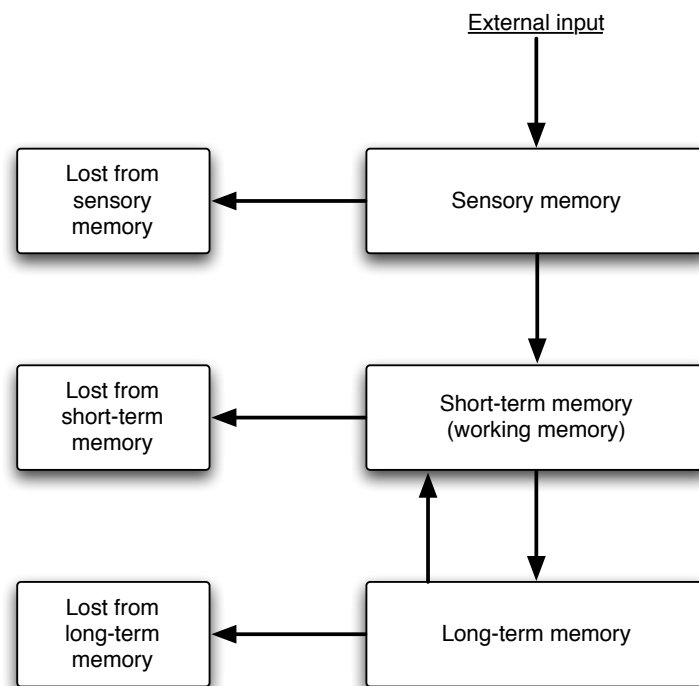 External input
Lost from
sensory
memory
Sensory memory
Lost from
short-term
memory
Short-term memory
(working memory)
Lost from
long-term
memory
Long-term memory